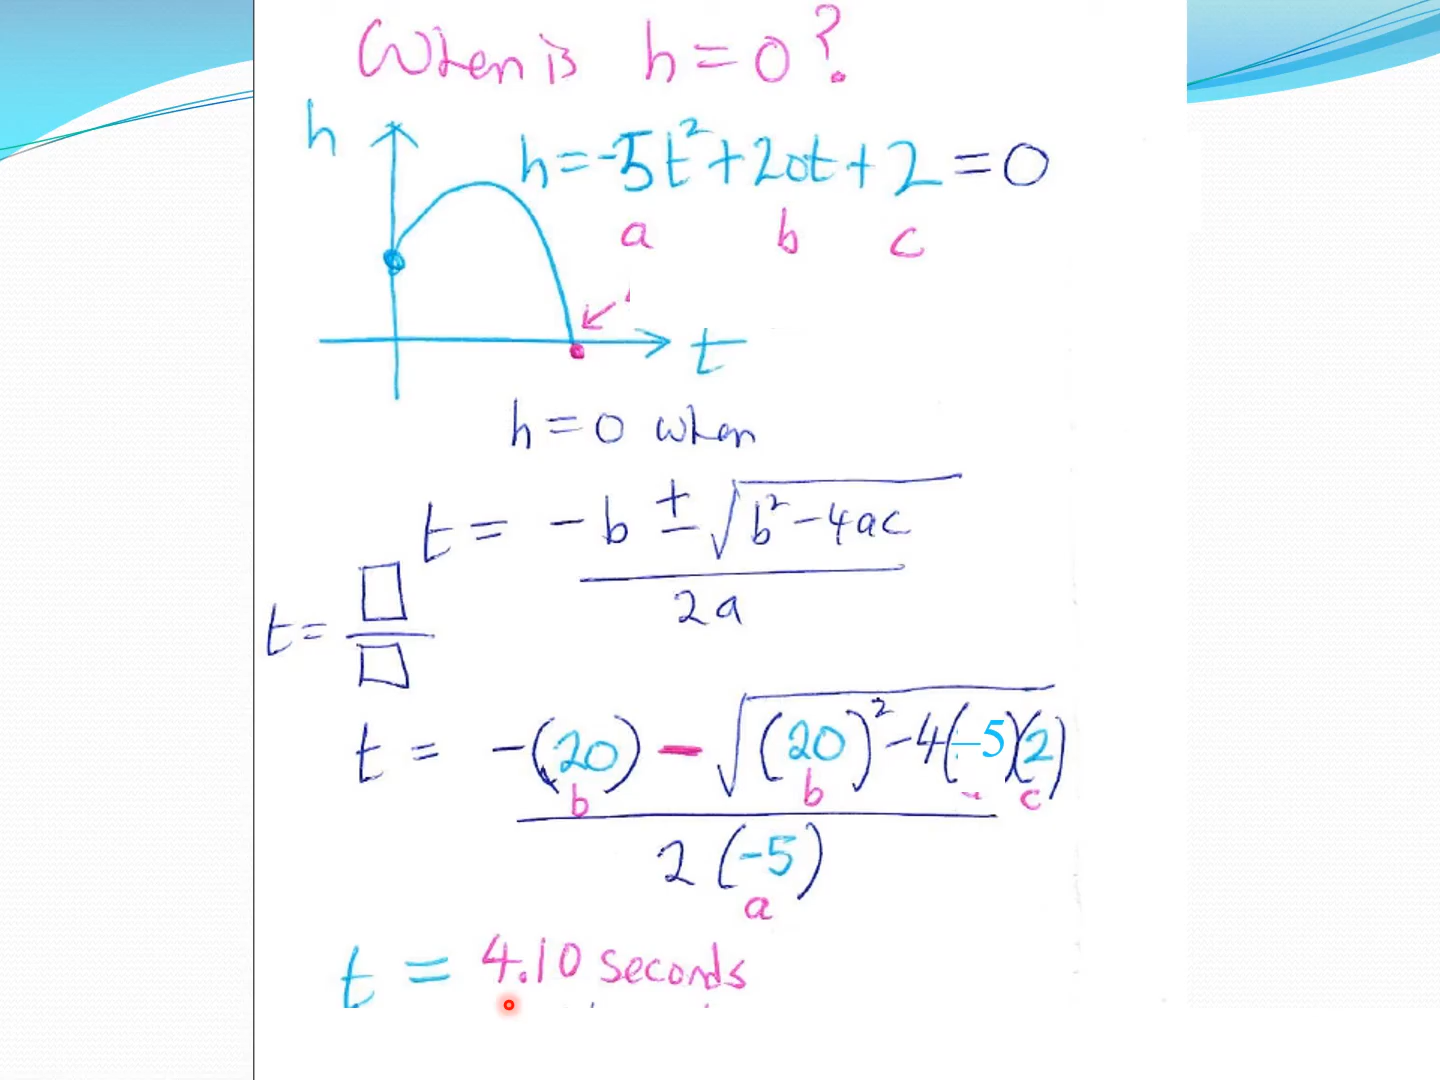 When is h = 0?
h
h = -5t² + 20t + 2 = 0
a b c
t
h = 0 when
t = -b ± √(b² - 4ac)
2a
t = □
□
t = -(20) - √((20)² - 4(-5)(2))
b b c
2(-5)
a
t = 4.10 seconds